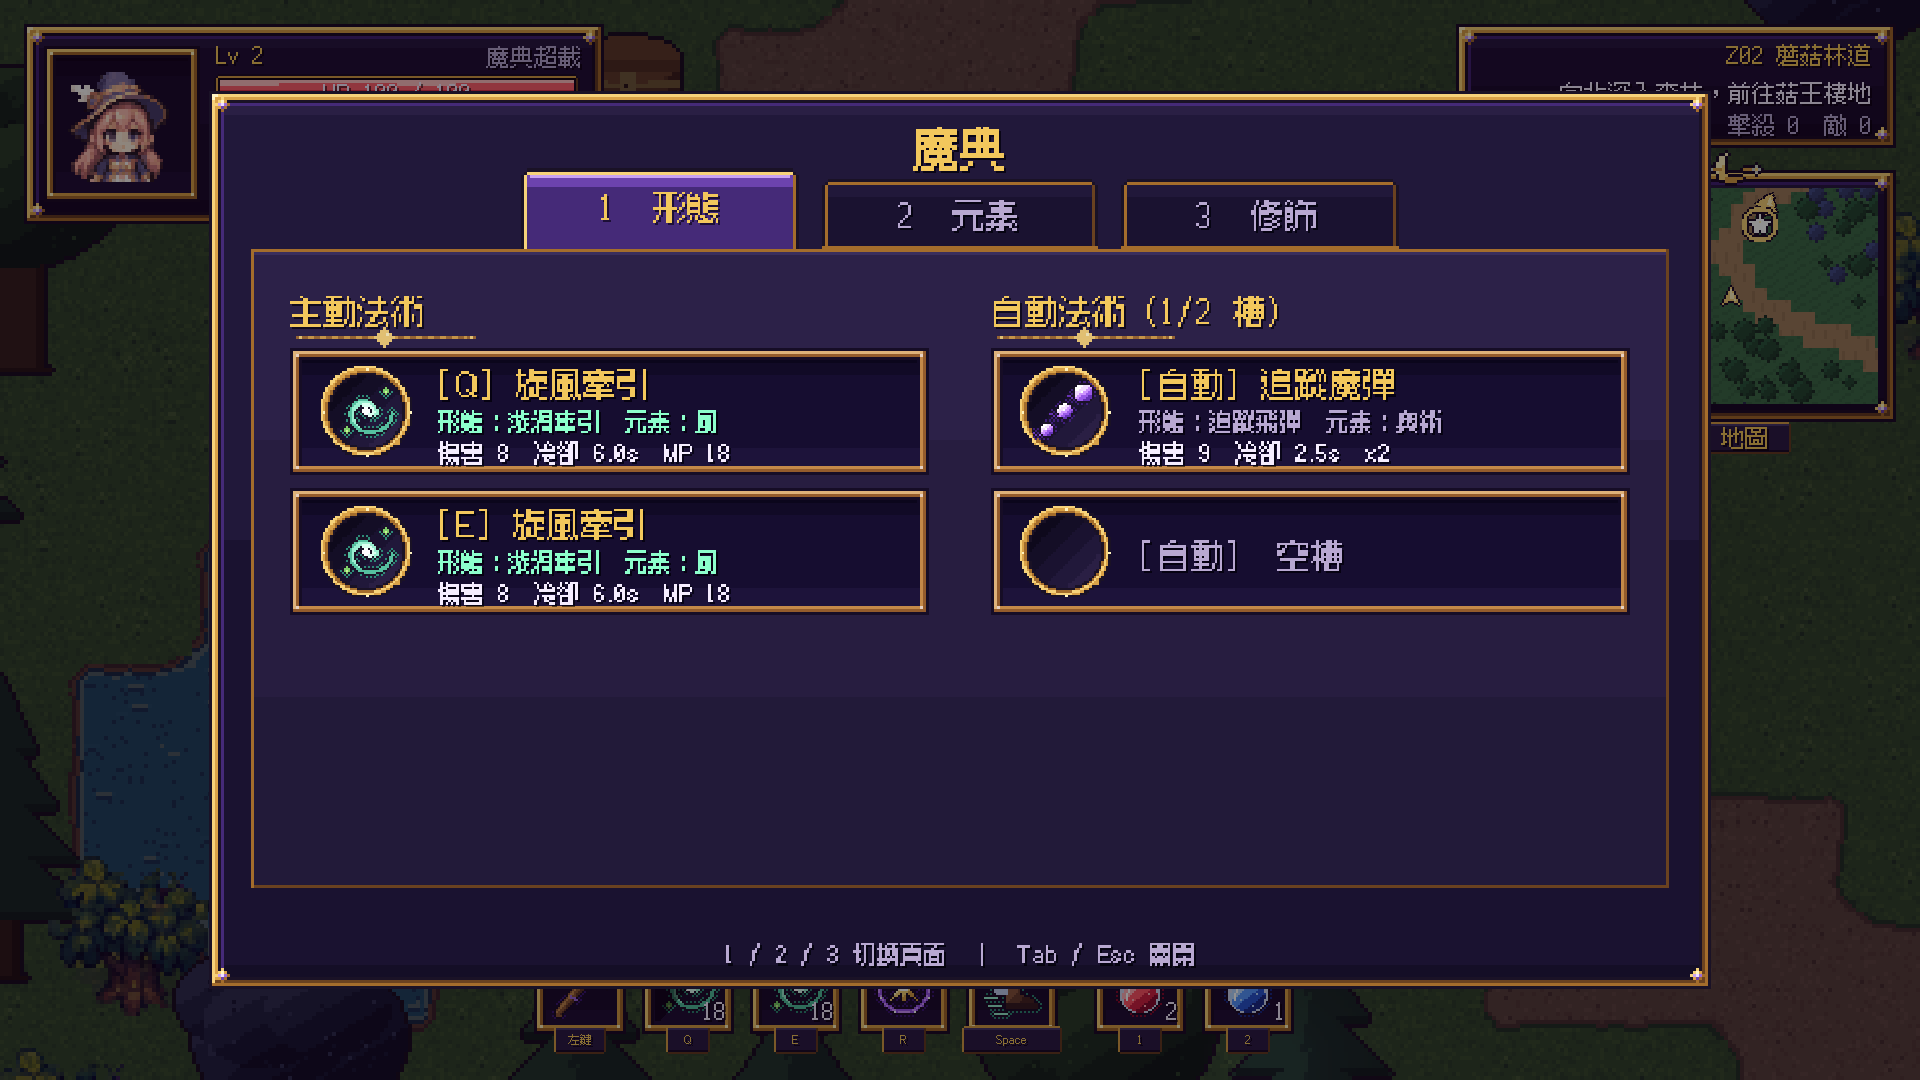 Lv 2
魔典超載
Z02 蘑菇林道
，前往菇王棲地
擊殺 0 敵 0
魔典
1 形態
2 元素
3 修飾
主動法術
[Q] 旋風牽引
形態：漩渦牽引 元素：風
傷害 8 冷卻 6.0s MP 18
[E] 旋風牽引
形態：漩渦牽引 元素：風
傷害 8 冷卻 6.0s MP 18
自動法術 (1/2 槽)
[自動] 追蹤魔彈
形態：追蹤飛彈 元素：奧術
傷害 9 冷卻 2.5s x2
[自動] 空槽
地圖
1 / 2 / 3 切換頁面 | Tab / Esc 關閉
18
18
2
1
左鍵
Q
E
R
Space
1
2